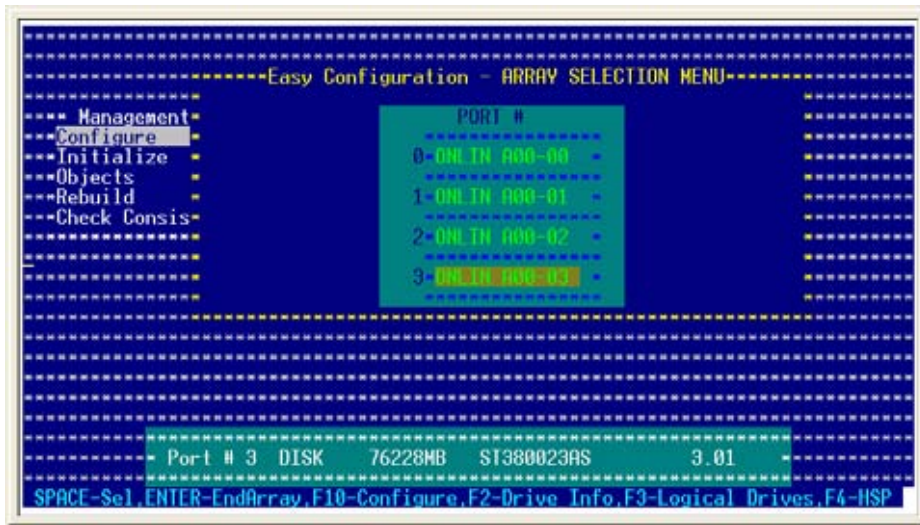 Easy Configuration - ARRAY SELECTION MENU
Management
Configure
Initialize
Objects
Rebuild
Check Consis
PORT #
0 ONLIN A00-00
1 ONLIN A00-01
2 ONLIN A00-02
3 ONLIN A00-03
Port # 3 DISK 76228MB ST380023AS 3.01
SPACE-Sel,ENTER-EndArray,F10-Configure,F2-Drive Info,F3-Logical Drives,F4-HSP